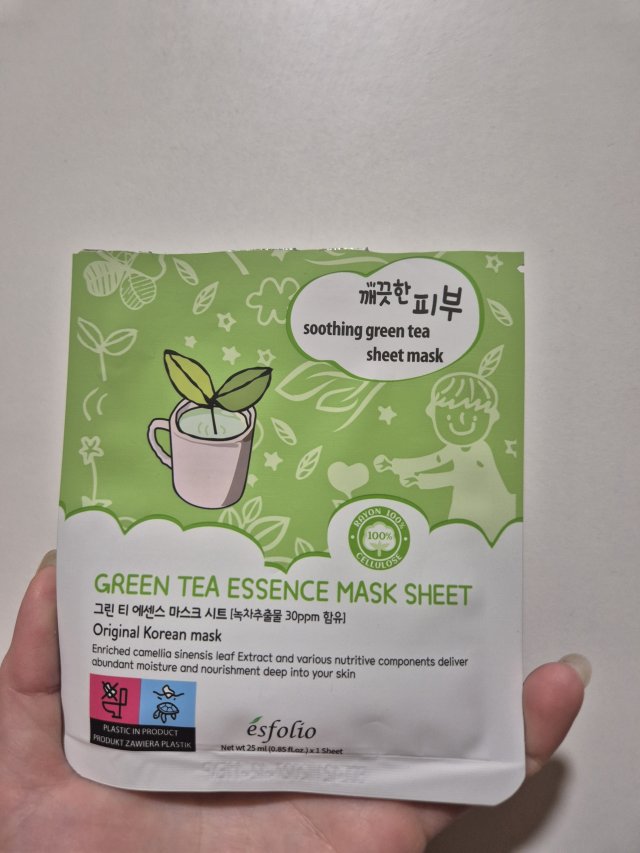 깨끗한 피부
soothing green tea
sheet mask
RAYON 100%
100%
CELLULOSE
GREEN TEA ESSENCE MASK SHEET
그린 티 에센스 마스크 시트 [녹차추출물 30ppm 함유]
Original Korean mask
Enriched camellia sinensis leaf Extract and various nutritive components deliver
abundant moisture and nourishment deep into your skin
PLASTIC IN PRODUCT
PRODUKT ZAWIERA PLASTIK
esfolio
Net wt 25 ml (0.85 fl.oz.) x 1 Sheet